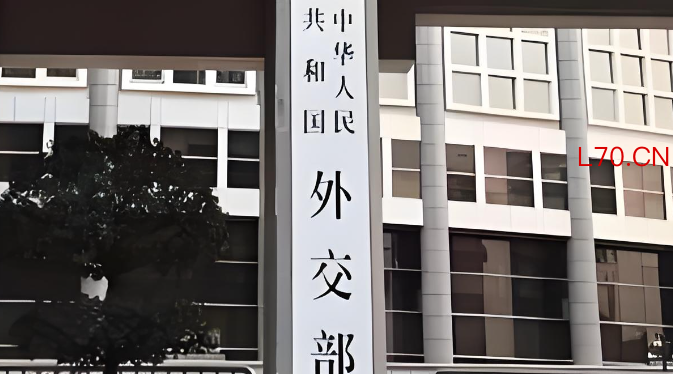 中华人民
共和国
外交部
L70.CN